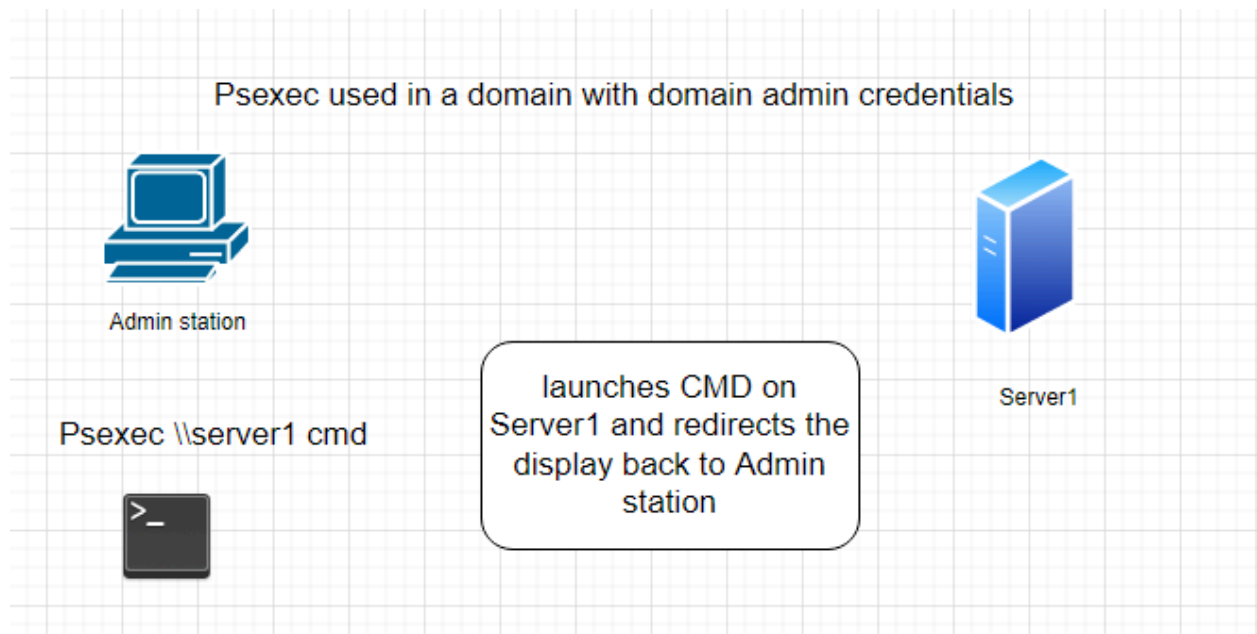 Psexec used in a domain with domain admin credentials
Admin station
Server1
launches CMD on
Server1 and redirects the
display back to Admin
station
Psexec \\server1 cmd
>_